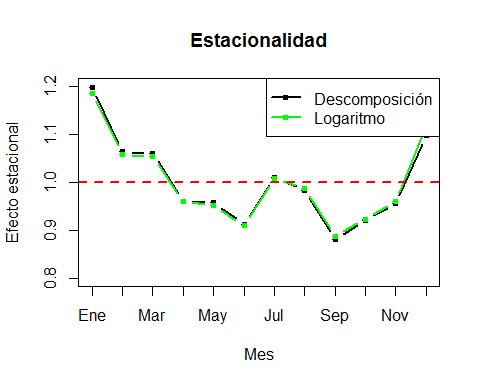 Estacionalidad
Efecto estacional
1.2
1.1
1.0
0.9
0.8
Descomposición
Logaritmo
Ene Mar May Jul Sep Nov
Mes